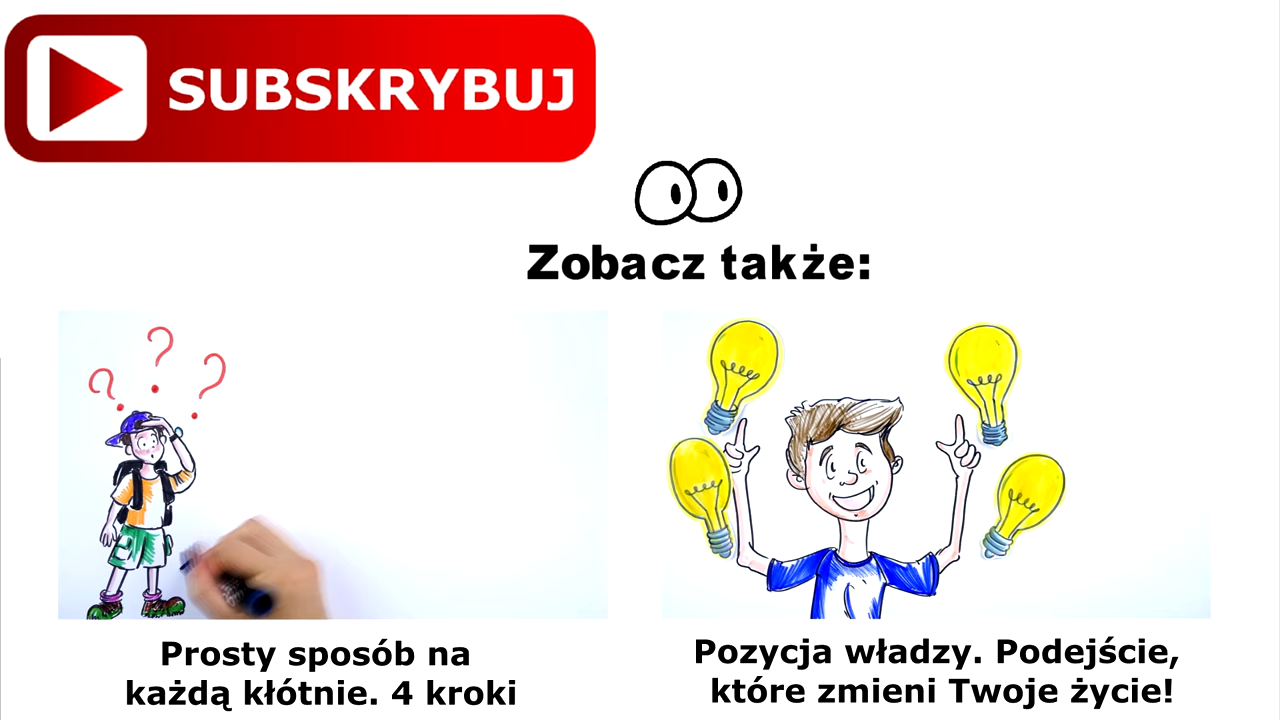 SUBSKRYBUJ
Zobacz także:
? ? ?
Prosty sposób na
każdą kłótnie. 4 kroki
Pozycja władzy. Podejście,
które zmieni Twoje życie!